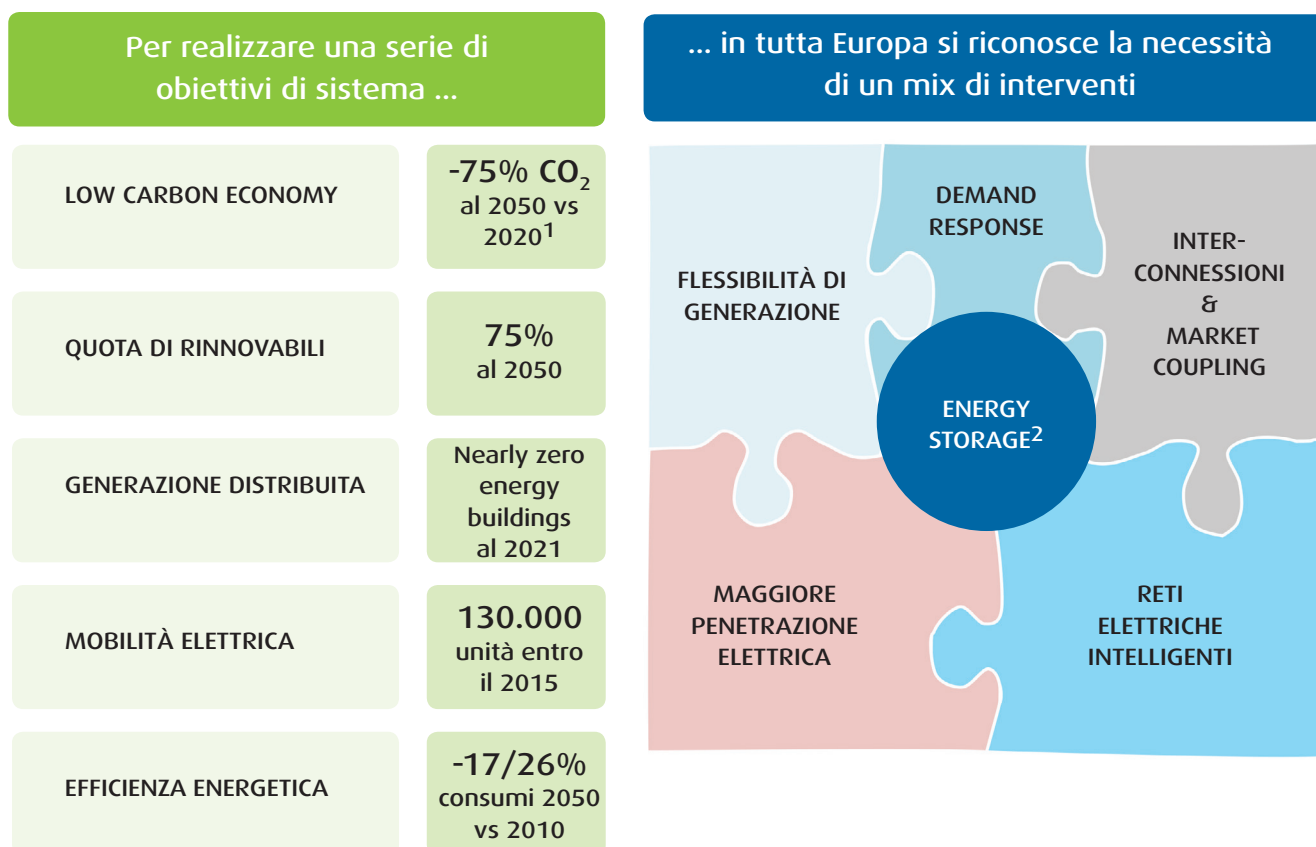 Per realizzare una serie di
obiettivi di sistema ...
... in tutta Europa si riconosce la necessità
di un mix di interventi
LOW CARBON ECONOMY
-75% CO₂
al 2050 vs
2020¹
QUOTA DI RINNOVABILI
75%
al 2050
GENERAZIONE DISTRIBUITA
Nearly zero
energy
buildings
al 2021
MOBILITÀ ELETTRICA
130.000
unità entro
il 2015
EFFICIENZA ENERGETICA
-17/26%
consumi 2050
vs 2010
FLESSIBILITÀ DI
GENERAZIONE
DEMAND
RESPONSE
INTER-
CONNESSIONI
&
MARKET
COUPLING
ENERGY
STORAGE²
MAGGIORE
PENETRAZIONE
ELETTRICA
RETI
ELETTRICHE
INTELLIGENTI